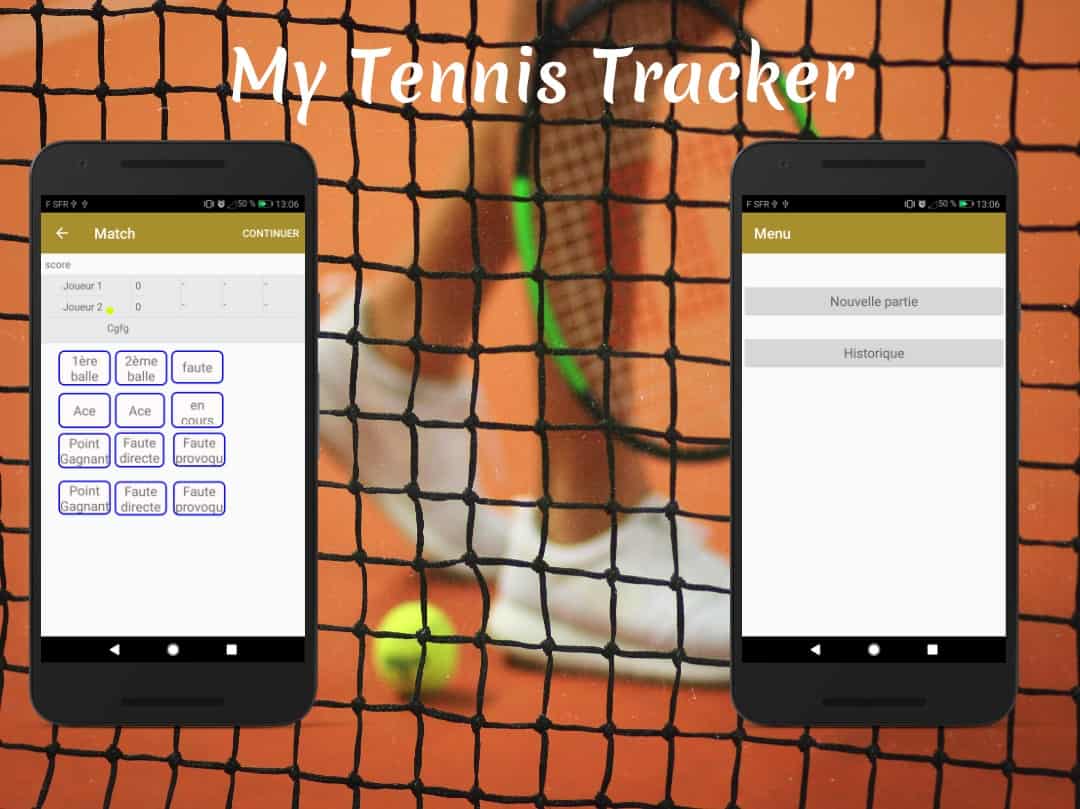 My Tennis Tracker
F SFR 50 % 13:06
Match CONTINUER
score
Joueur 1 0 - - -
Joueur 2 0 - - -
Cgfg
1ère balle
2ème balle
faute
Ace
Ace
en cours
Point Gagnant
Faute directe
Faute provoqu
Point Gagnant
Faute directe
Faute provoqu
F SFR 50 % 13:06
Menu
Nouvelle partie
Historique